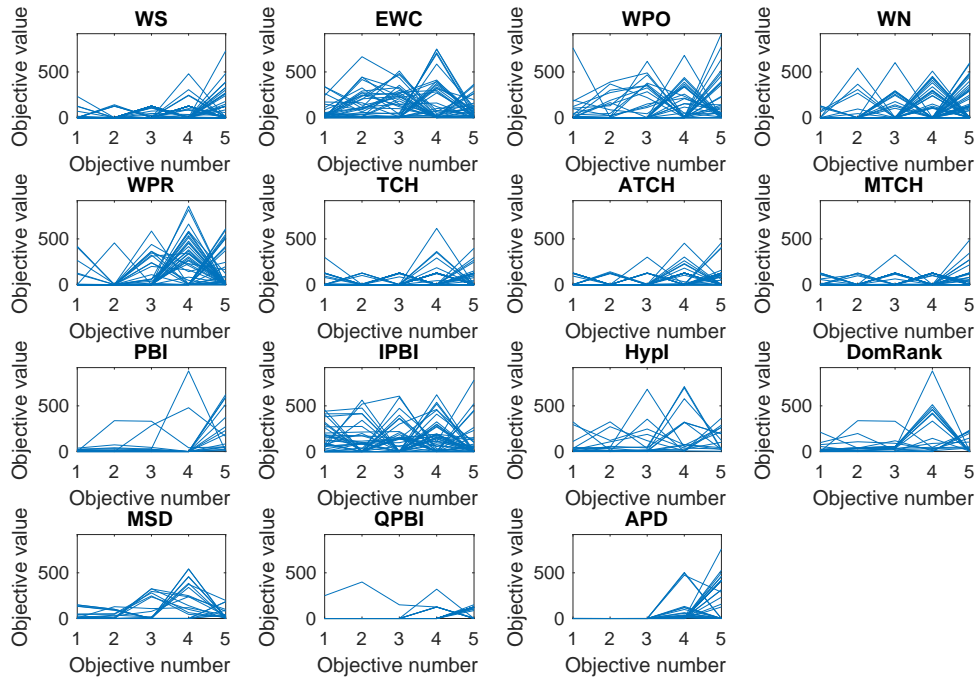 WS EWC WPO WN
Objective value Objective value Objective value Objective value
500 500 500 500
0 0 0 0
1 2 3 4 5 1 2 3 4 5 1 2 3 4 5 1 2 3 4 5
Objective number Objective number Objective number Objective number
WPR TCH ATCH MTCH
Objective value Objective value Objective value Objective value
500 500 500 500
0 0 0 0
1 2 3 4 5 1 2 3 4 5 1 2 3 4 5 1 2 3 4 5
Objective number Objective number Objective number Objective number
PBI IPBI HypI DomRank
Objective value Objective value Objective value Objective value
500 500 500 500
0 0 0 0
1 2 3 4 5 1 2 3 4 5 1 2 3 4 5 1 2 3 4 5
Objective number Objective number Objective number Objective number
MSD QPBI APD
Objective value Objective value Objective value
500 500 500
0 0 0
1 2 3 4 5 1 2 3 4 5 1 2 3 4 5
Objective number Objective number Objective number